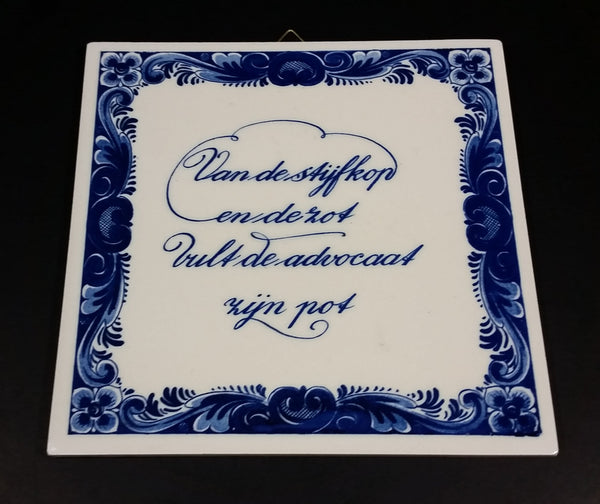 Van de stijfkop
en de zot
Vult de advocaat
zijn pot